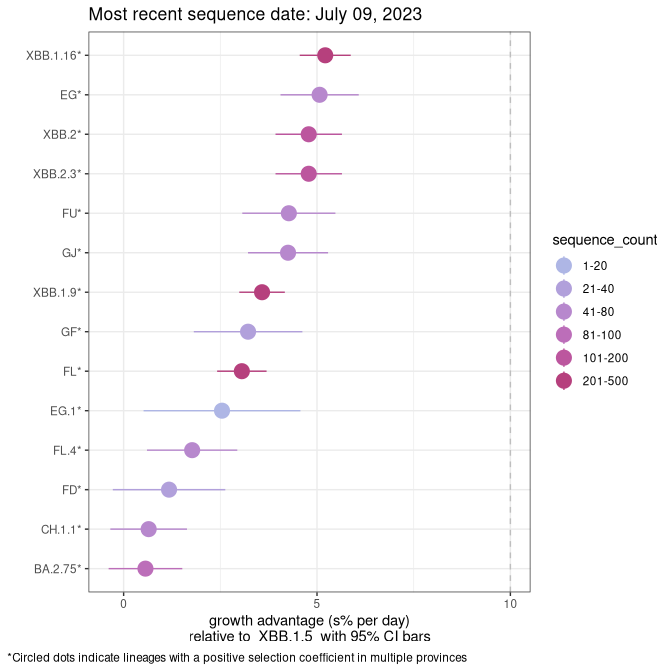 Most recent sequence date: July 09, 2023
XBB.1.16*
EG*
XBB.2*
XBB.2.3*
FU*
GJ*
XBB.1.9*
GF*
FL*
EG.1*
FL.4*
FD*
CH.1.1*
BA.2.75*
0 5 10
growth advantage (s% per day)
relative to XBB.1.5 with 95% CI bars
sequence_count
1-20
21-40
41-80
81-100
101-200
201-500
*Circled dots indicate lineages with a positive selection coefficient in multiple provinces